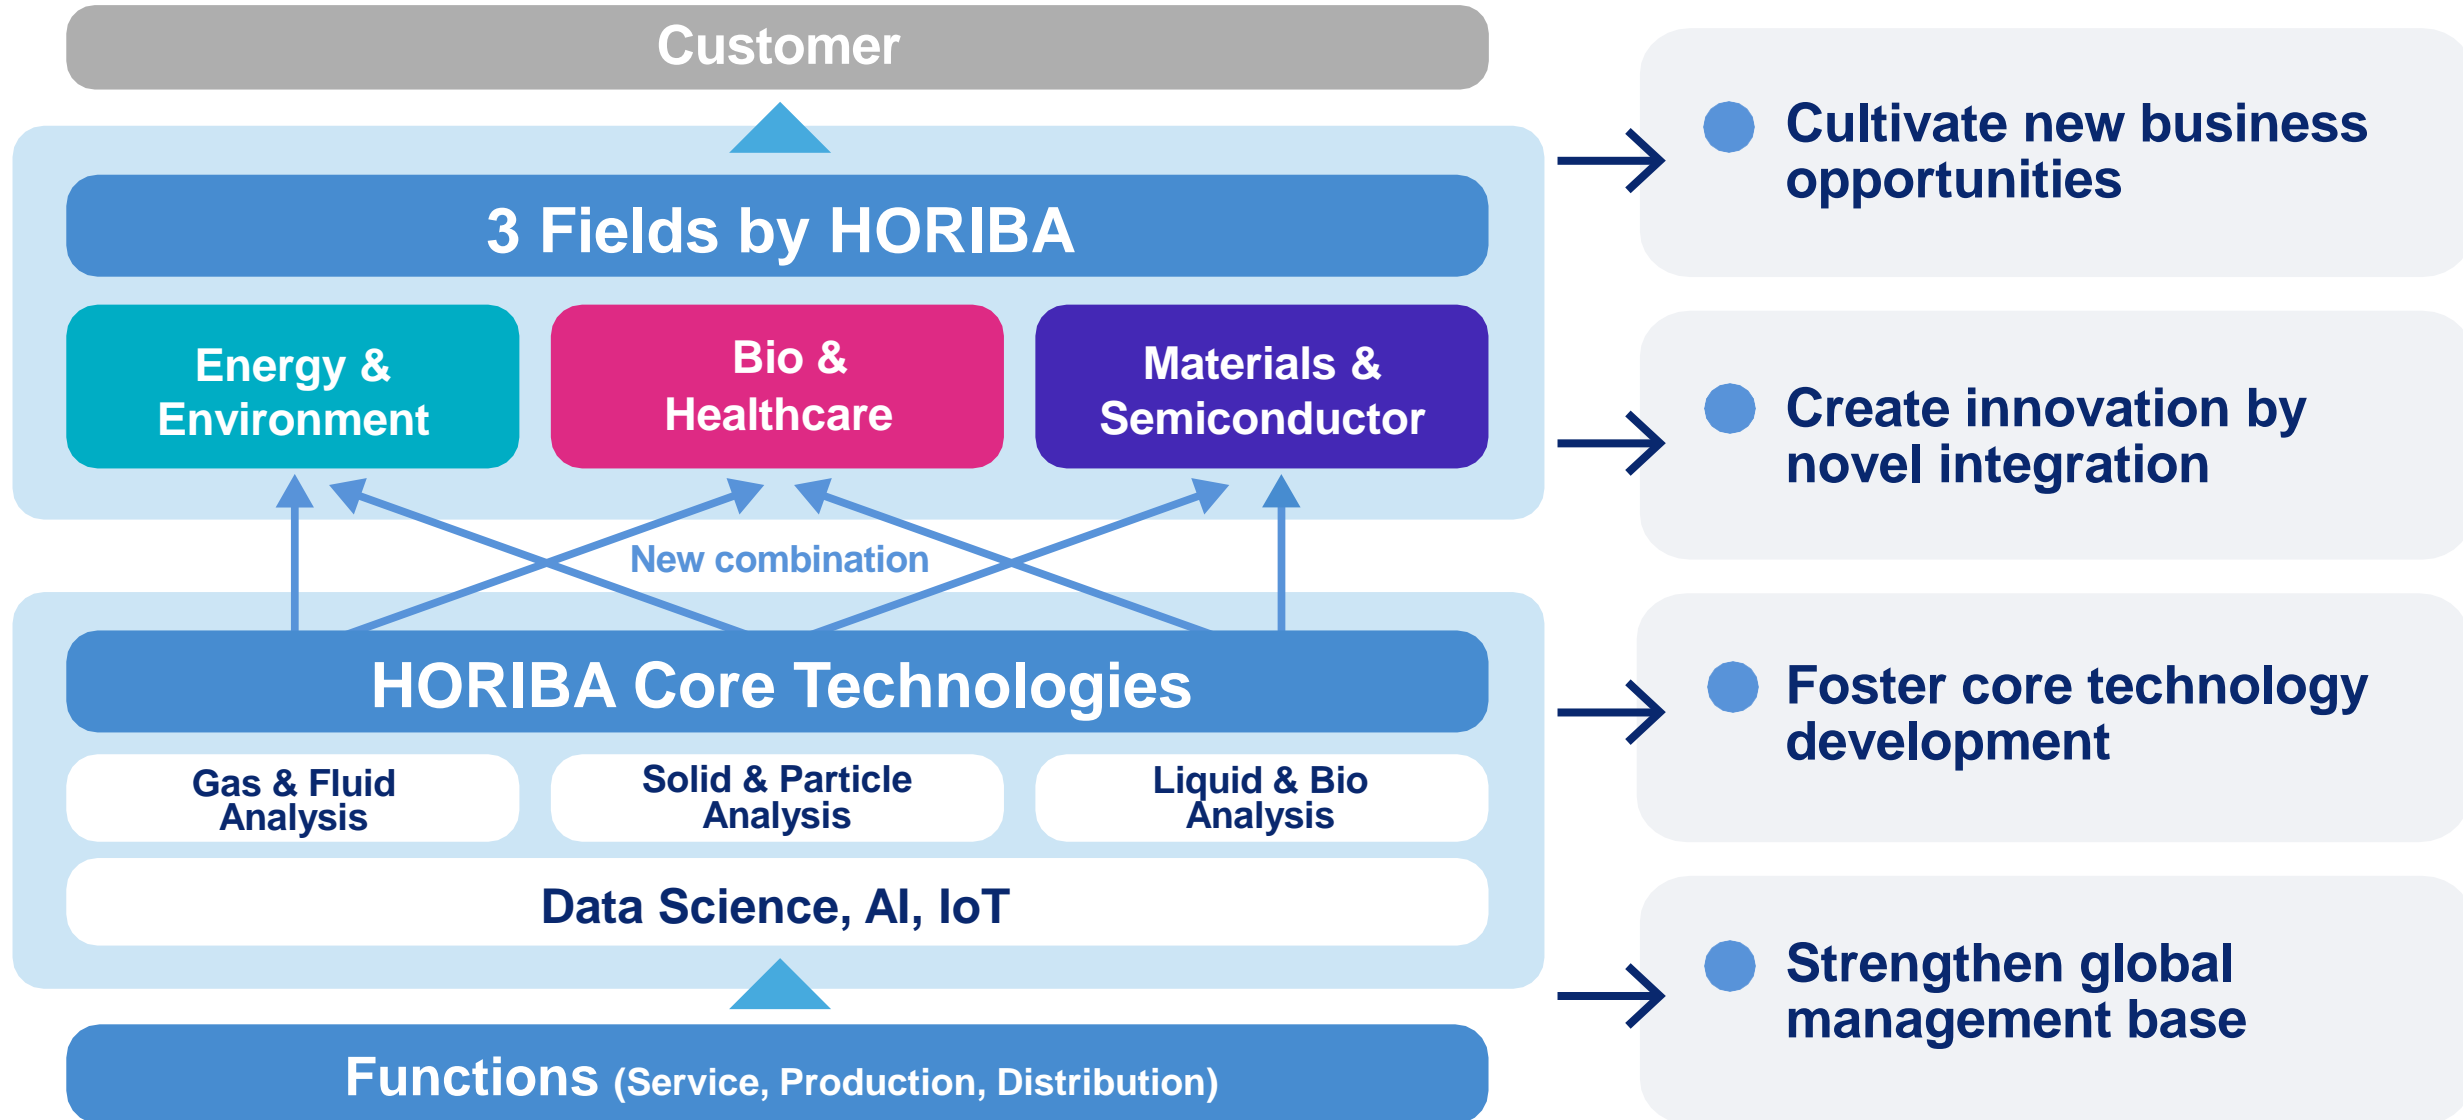 Customer
3 Fields by HORIBA
Energy &
Environment
Bio &
Healthcare
Materials &
Semiconductor
New combination
HORIBA Core Technologies
Gas & Fluid
Analysis
Solid & Particle
Analysis
Liquid & Bio
Analysis
Data Science, AI, IoT
Functions (Service, Production, Distribution)
Cultivate new business
opportunities
Create innovation by
novel integration
Foster core technology
development
Strengthen global
management base